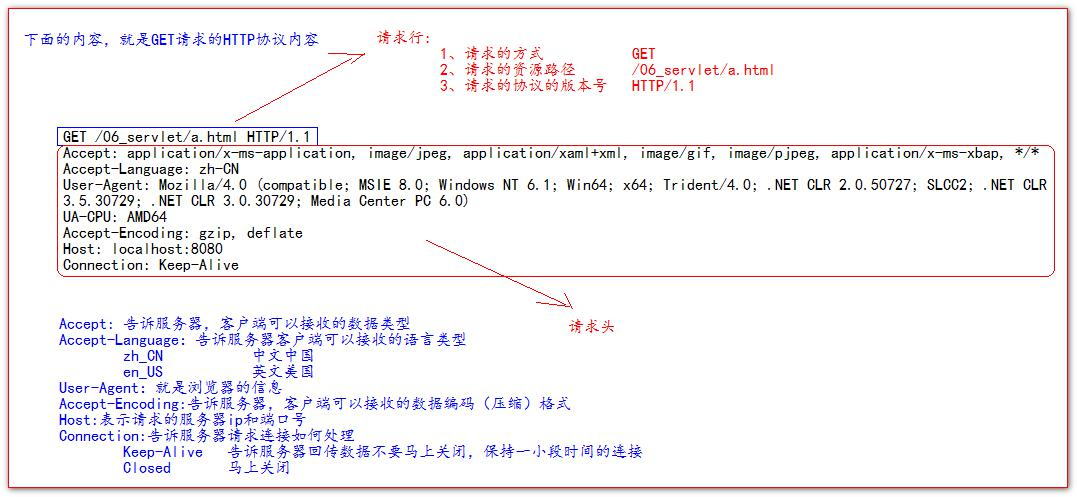 下面的内容，就是GET请求的HTTP协议内容
请求行：
1、请求的方式 GET
2、请求的资源路径 /06_servlet/a.html
3、请求的协议的版本号 HTTP/1.1
GET /06_servlet/a.html HTTP/1.1
Accept: application/x-ms-application, image/jpeg, application/xaml+xml, image/gif, image/pjpeg, application/x-ms-xbap, */*
Accept-Language: zh-CN
User-Agent: Mozilla/4.0 (compatible; MSIE 8.0; Windows NT 6.1; Win64; x64; Trident/4.0; .NET CLR 2.0.50727; SLCC2; .NET CLR
3.5.30729; .NET CLR 3.0.30729; Media Center PC 6.0)
UA-CPU: AMD64
Accept-Encoding: gzip, deflate
Host: localhost:8080
Connection: Keep-Alive
请求头
Accept: 告诉服务器，客户端可以接收的数据类型
Accept-Language: 告诉服务器客户端可以接收的语言类型
zh_CN 中文中国
en_US 英文美国
User-Agent: 就是浏览器的信息
Accept-Encoding:告诉服务器，客户端可以接收的数据编码（压缩）格式
Host:表示请求的服务器ip和端口号
Connection:告诉服务器请求连接如何处理
Keep-Alive 告诉服务器回传数据不要马上关闭，保持一小段时间的连接
Closed 马上关闭